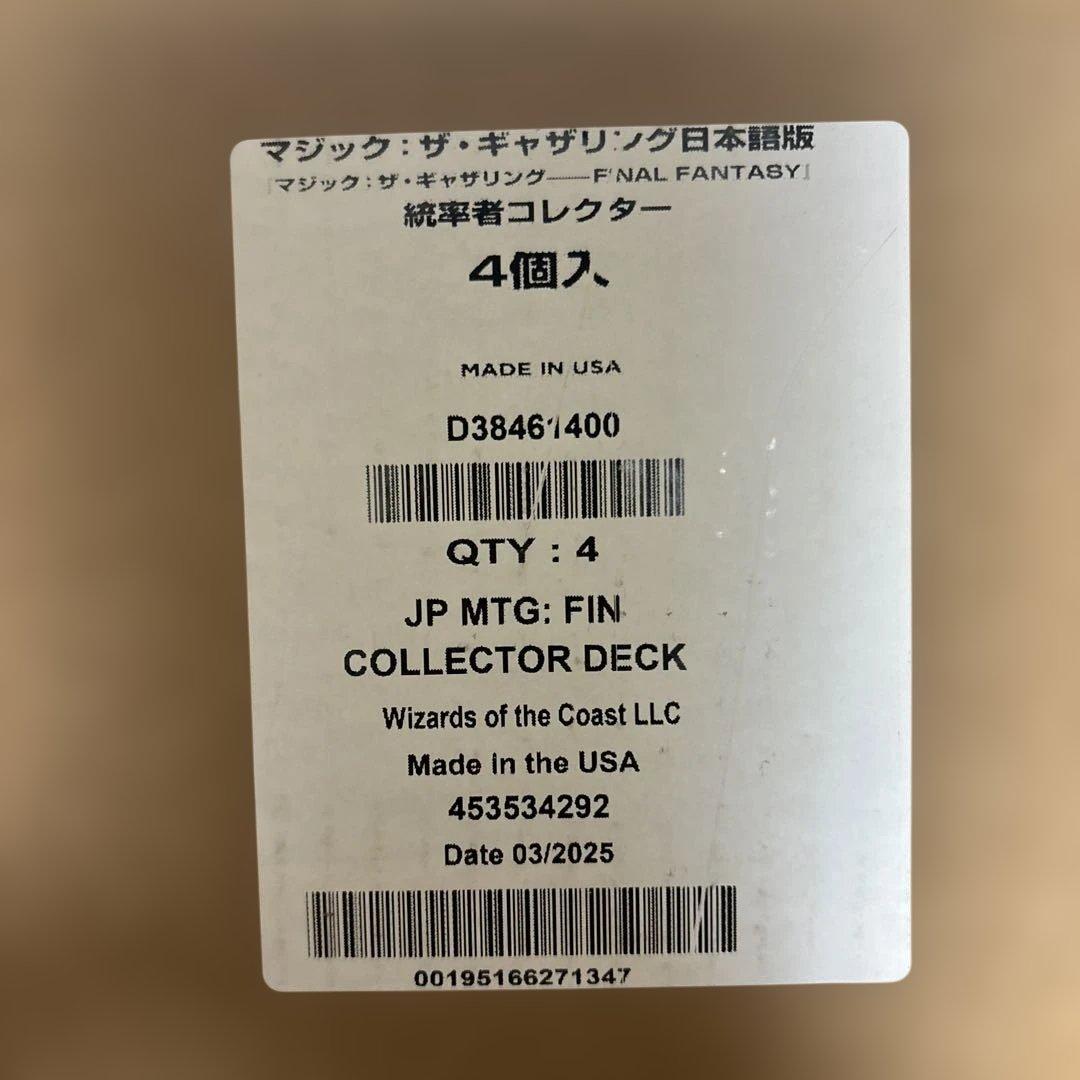 マジック：ザ・ギャザリング日本語版
『マジック：ザ・ギャザリング——FINAL FANTASY』
統率者コレクター
4個入
MADE IN USA
D38461400
QTY : 4
JP MTG: FIN
COLLECTOR DECK
Wizards of the Coast LLC
Made in the USA
453534292
Date 03/2025
00195166271347